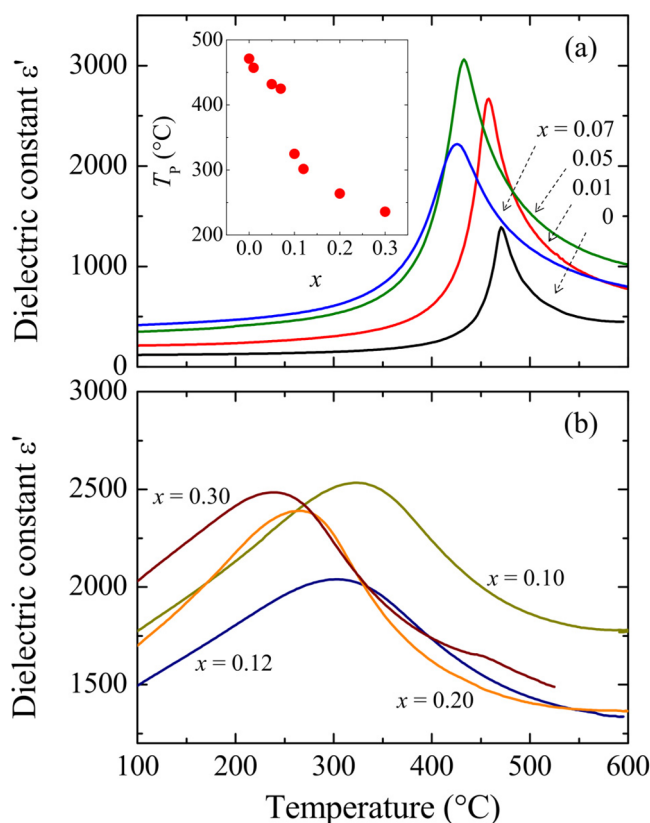 (a)
Dielectric constant ε'
3000
2000
1000
0
500
400
300
200
T_P (°C)
0.0 0.1 0.2 0.3
x
x = 0.07
0.05
0.01
0
(b)
Dielectric constant ε'
3000
2500
2000
1500
x = 0.30
x = 0.10
x = 0.12
x = 0.20
100 200 300 400 500 600
Temperature (°C)